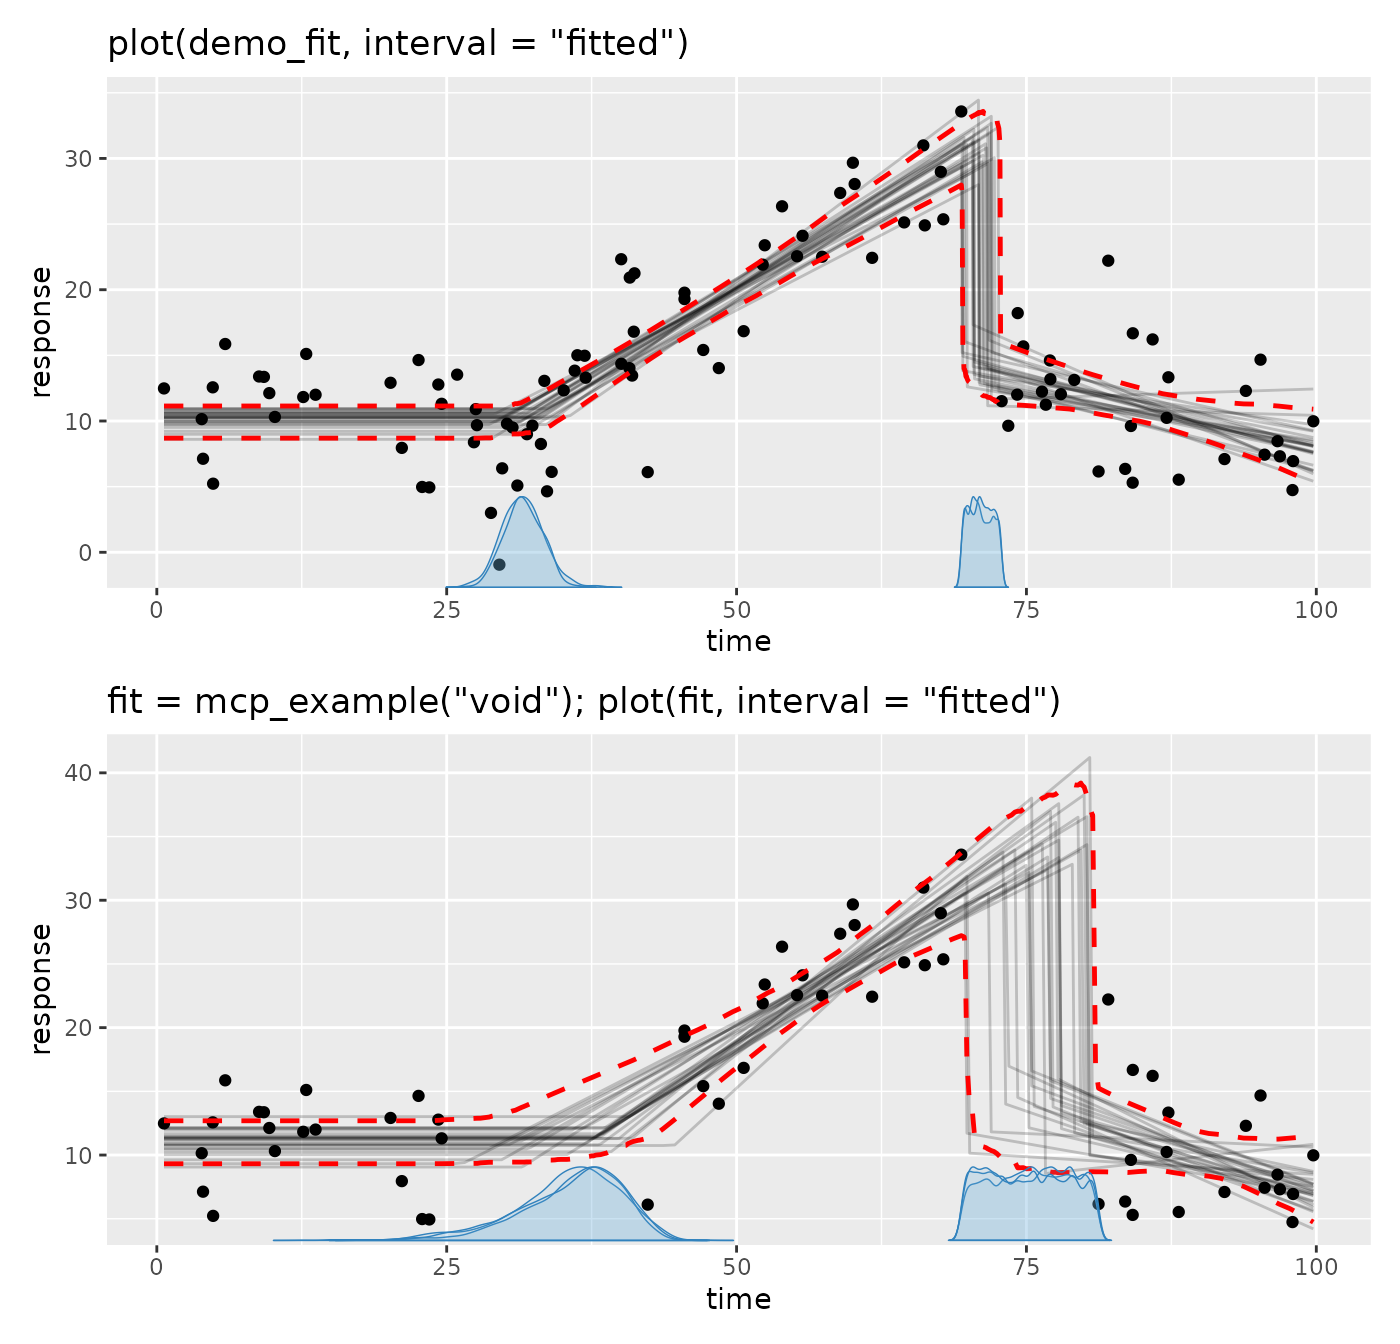 plot(demo_fit, interval = "fitted")
response
30
20
10
0
0 25 50 75 100
time
fit = mcp_example("void"); plot(fit, interval = "fitted")
response
40
30
20
10
0 25 50 75 100
time